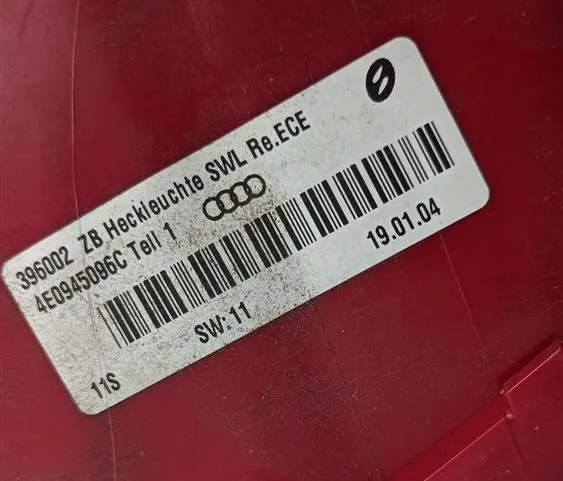 396002 ZB Heckleuchte SWL Re.ECE
4E0945096C Teil 1
19.01.04
SW:11
11S